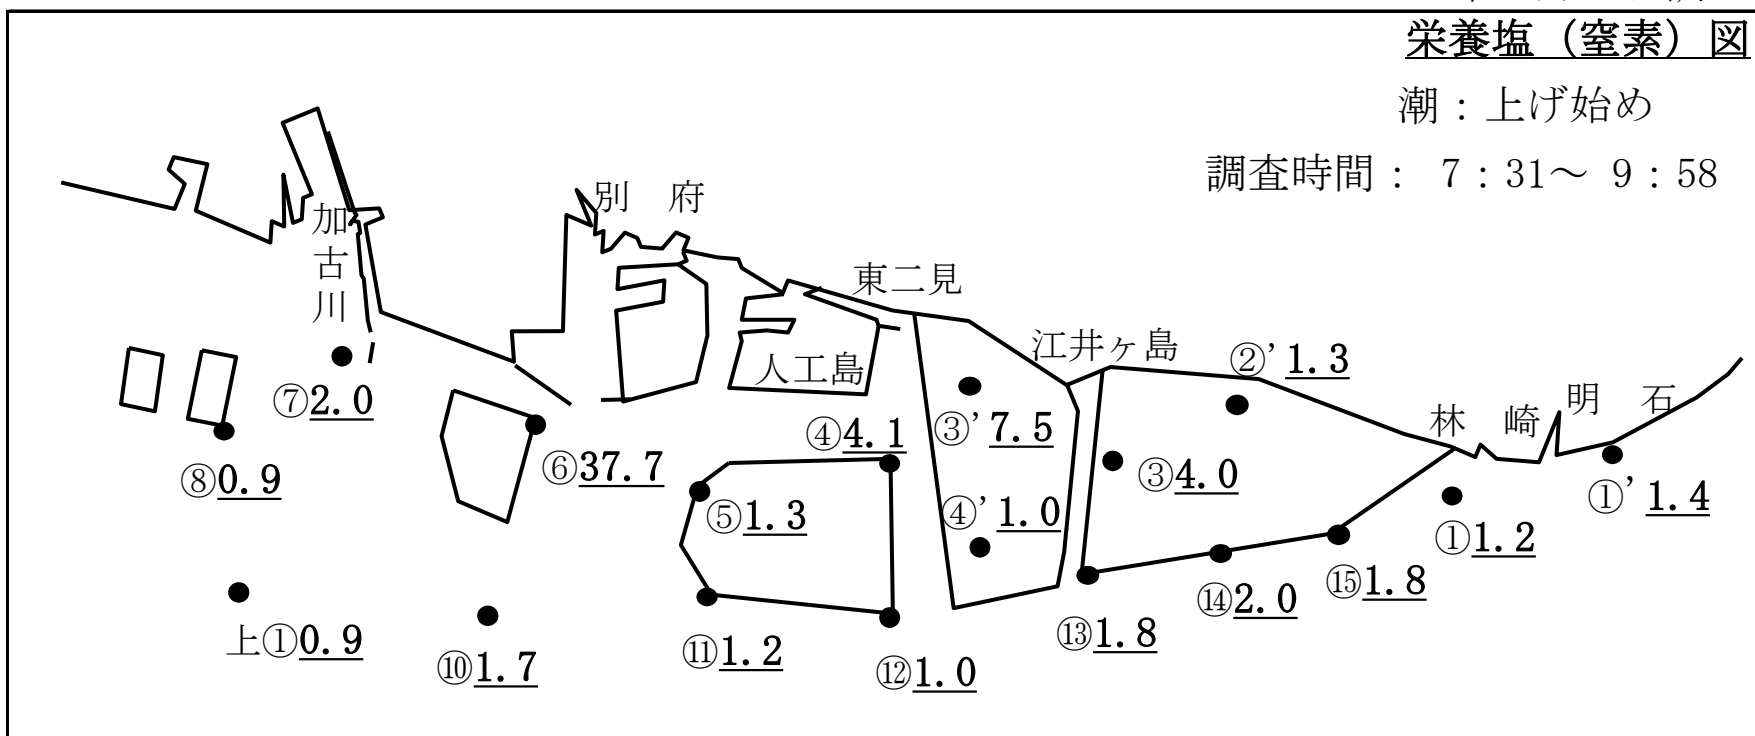 栄養塩（窒素）図
潮：上げ始め
調査時間： 7：31～ 9：58
別 府
加古川
東二見
江井ヶ島
②’1.3
人工島
⑦2.0
林 崎
明 石
④4.1
③’7.5
⑥37.7
③4.0
⑧0.9
⑤1.3
④’1.0
①’1.4
①1.2
⑮1.8
⑭2.0
⑬1.8
上①0.9
⑩1.7
⑪1.2
⑫1.0